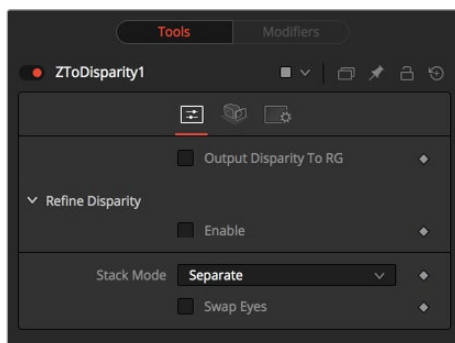 Tools Modifiers
ZToDisparity1
Output Disparity To RG
Refine Disparity
Enable
Stack Mode Separate
Swap Eyes